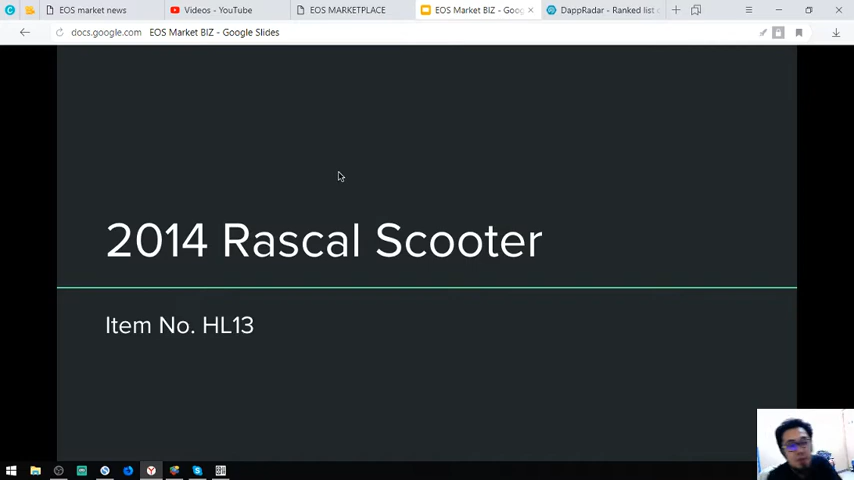 EOS market news
Videos - YouTube
EOS MARKETPLACE
EOS Market BIZ - Goog
DappRadar - Ranked list
docs.google.com EOS Market BIZ - Google Slides
2014 Rascal Scooter
Item No. HL13